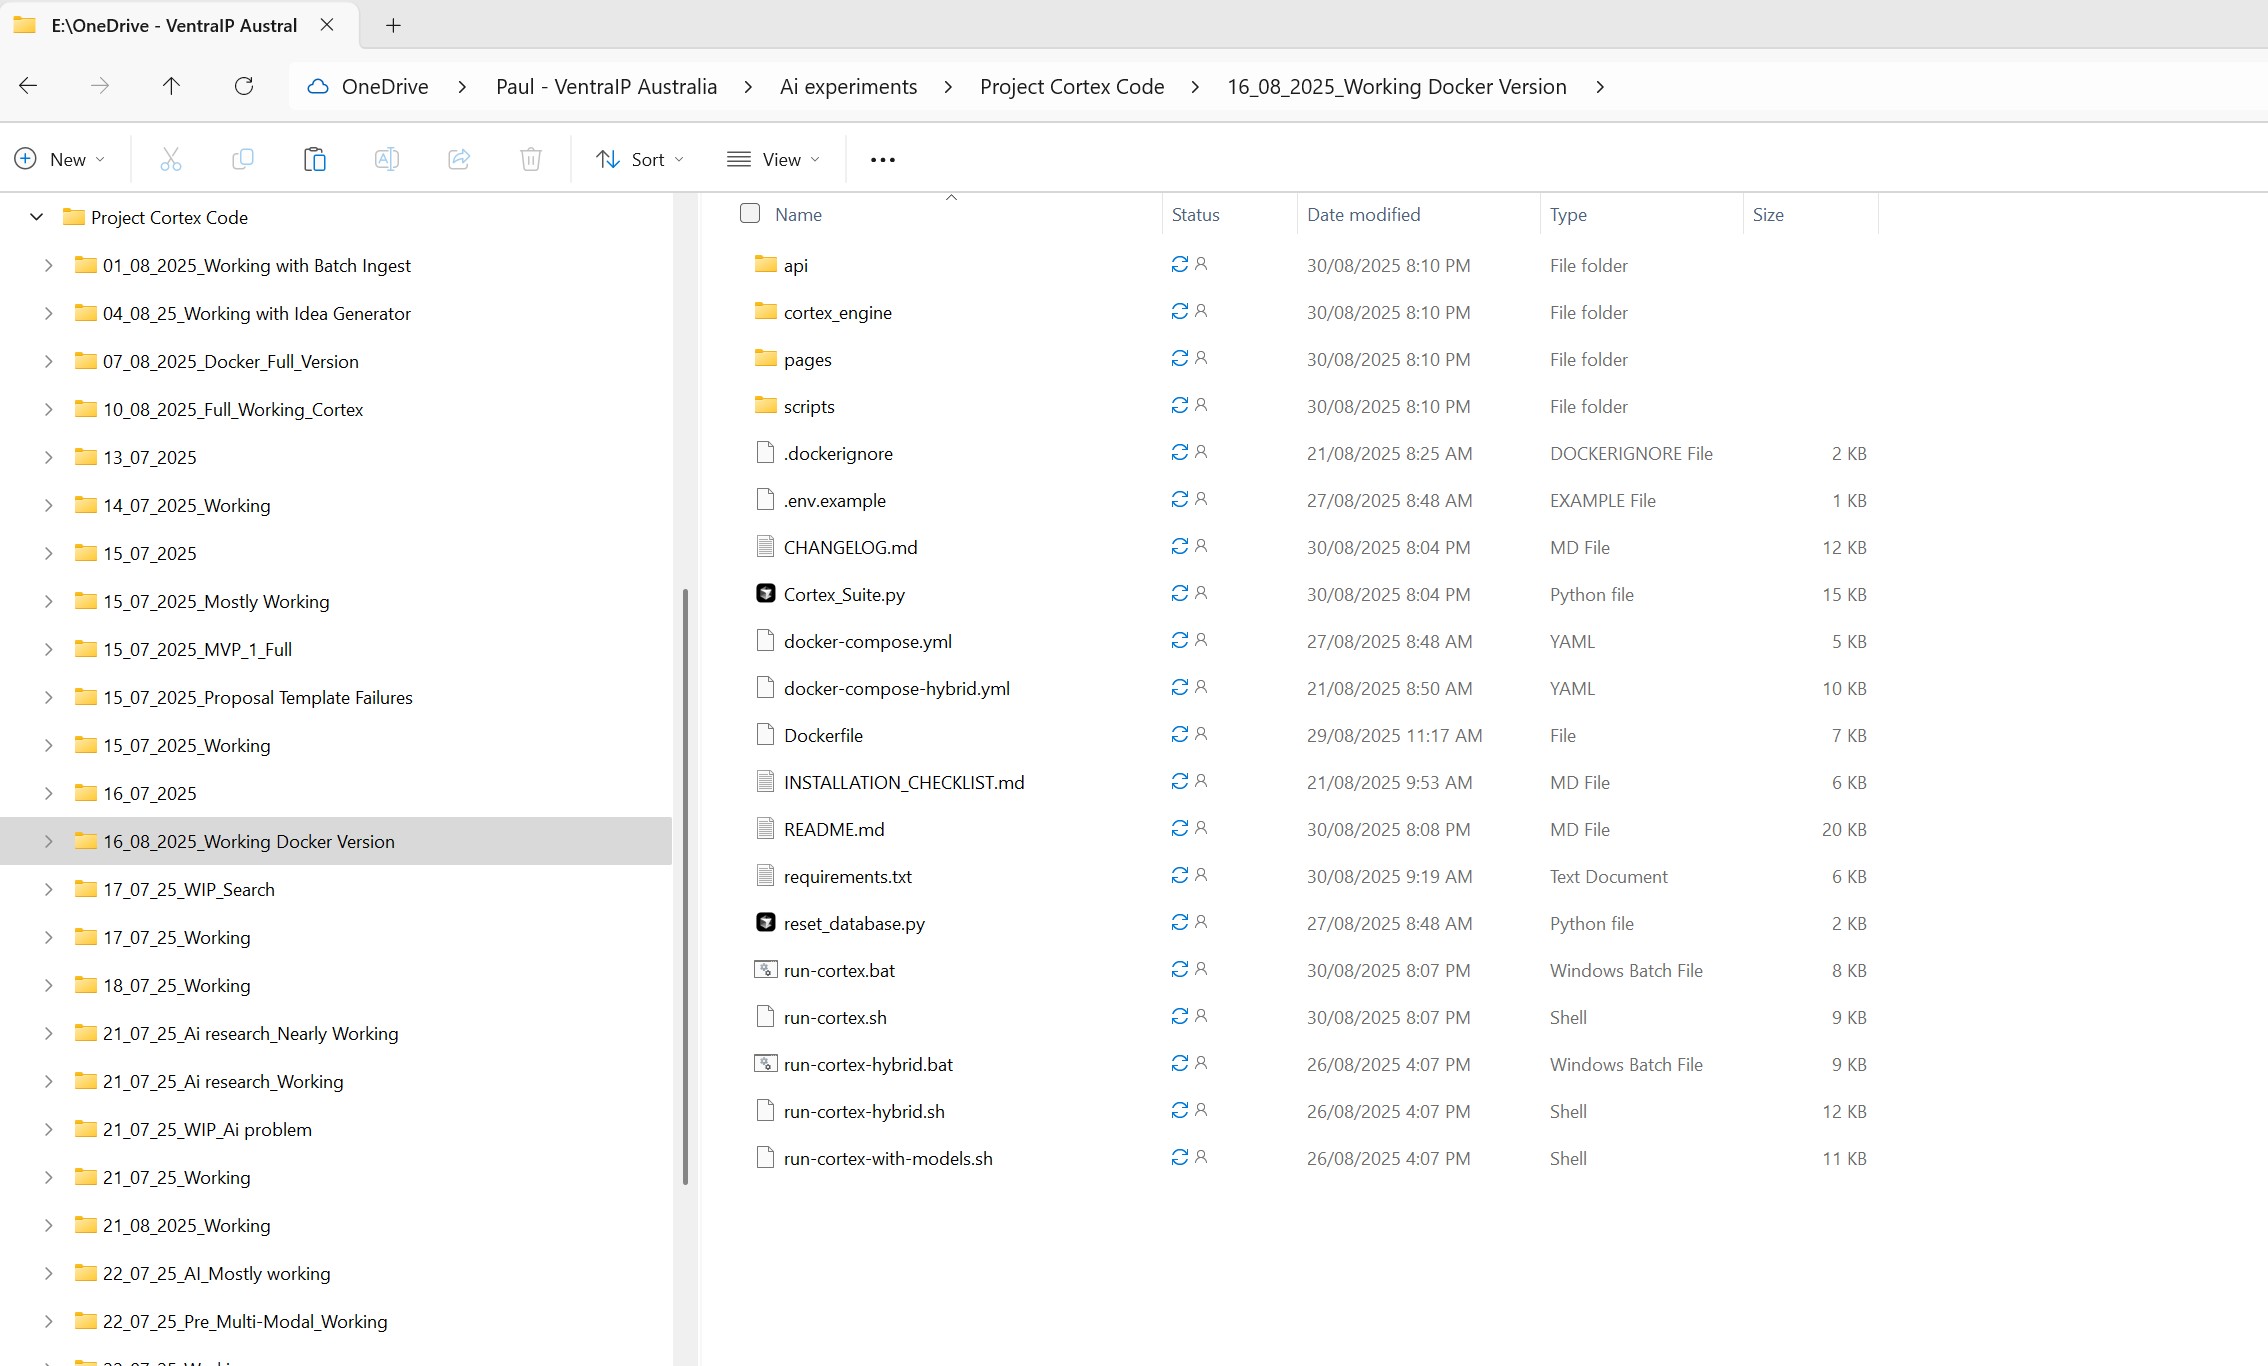 E:\OneDrive - VentraIP Austral
OneDrive > Paul - VentraIP Australia > Ai experiments > Project Cortex Code > 16_08_2025_Working Docker Version >
New Sort View
Project Cortex Code
01_08_2025_Working with Batch Ingest
04_08_25_Working with Idea Generator
07_08_2025_Docker_Full_Version
10_08_2025_Full_Working_Cortex
13_07_2025
14_07_2025_Working
15_07_2025
15_07_2025_Mostly Working
15_07_2025_MVP_1_Full
15_07_2025_Proposal Template Failures
15_07_2025_Working
16_07_2025
16_08_2025_Working Docker Version
17_07_25_WIP_Search
17_07_25_Working
18_07_25_Working
21_07_25_Ai research_Nearly Working
21_07_25_Ai research_Working
21_07_25_WIP_Ai problem
21_07_25_Working
21_08_2025_Working
22_07_25_AI_Mostly working
22_07_25_Pre_Multi-Modal_Working
Name Status Date modified Type Size
api 30/08/2025 8:10 PM File folder
cortex_engine 30/08/2025 8:10 PM File folder
pages 30/08/2025 8:10 PM File folder
scripts 30/08/2025 8:10 PM File folder
.dockerignore 21/08/2025 8:25 AM DOCKERIGNORE File 2 KB
.env.example 27/08/2025 8:48 AM EXAMPLE File 1 KB
CHANGELOG.md 30/08/2025 8:04 PM MD File 12 KB
Cortex_Suite.py 30/08/2025 8:04 PM Python file 15 KB
docker-compose.yml 27/08/2025 8:48 AM YAML 5 KB
docker-compose-hybrid.yml 21/08/2025 8:50 AM YAML 10 KB
Dockerfile 29/08/2025 11:17 AM File 7 KB
INSTALLATION_CHECKLIST.md 21/08/2025 9:53 AM MD File 6 KB
README.md 30/08/2025 8:08 PM MD File 20 KB
requirements.txt 30/08/2025 9:19 AM Text Document 6 KB
reset_database.py 27/08/2025 8:48 AM Python file 2 KB
run-cortex.bat 30/08/2025 8:07 PM Windows Batch File 8 KB
run-cortex.sh 30/08/2025 8:07 PM Shell 9 KB
run-cortex-hybrid.bat 26/08/2025 4:07 PM Windows Batch File 9 KB
run-cortex-hybrid.sh 26/08/2025 4:07 PM Shell 12 KB
run-cortex-with-models.sh 26/08/2025 4:07 PM Shell 11 KB